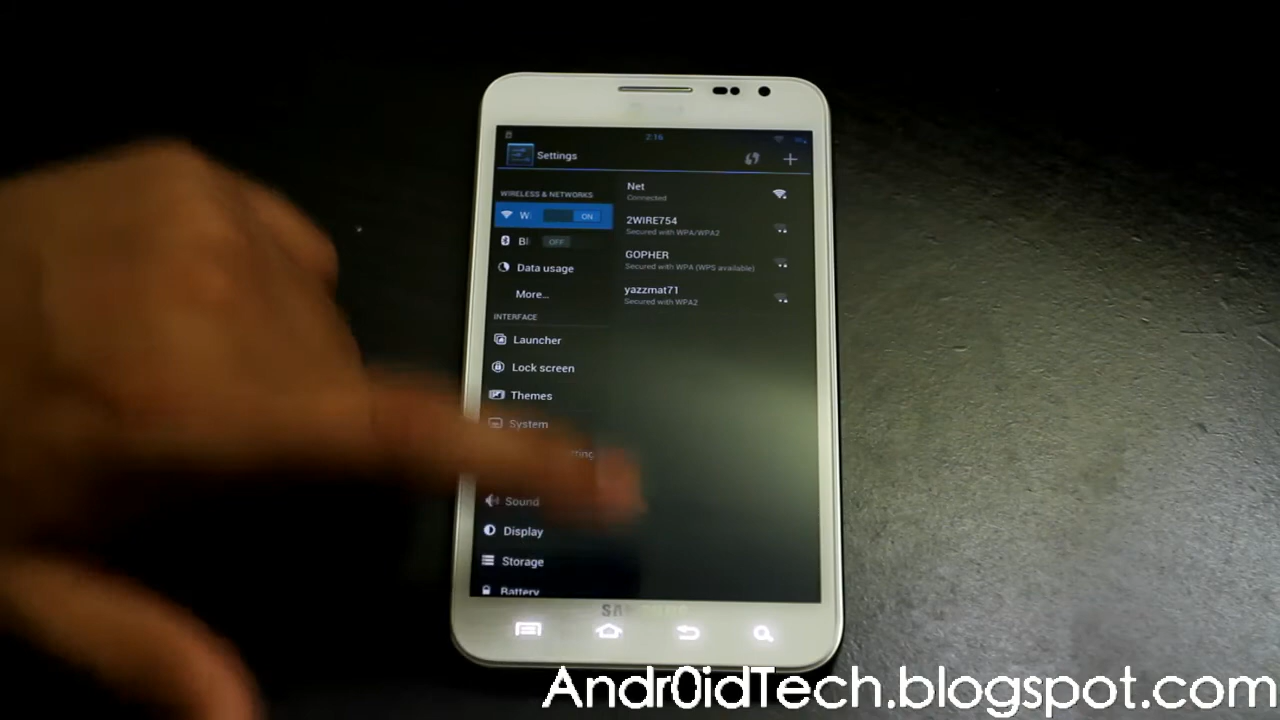 2:16
Settings
WIRELESS & NETWORKS
W ON
Bl OFF
Data usage
More...
INTERFACE
Launcher
Lock screen
Themes
System
Sound
Display
Storage
Battery
Net
Connected
2WIRE754
Secured with WPA/WPA2
GOPHER
Secured with WPA (WPS available)
yazzmat71
Secured with WPA2
SAMSUNG
Andr0idTech.blogspot.com